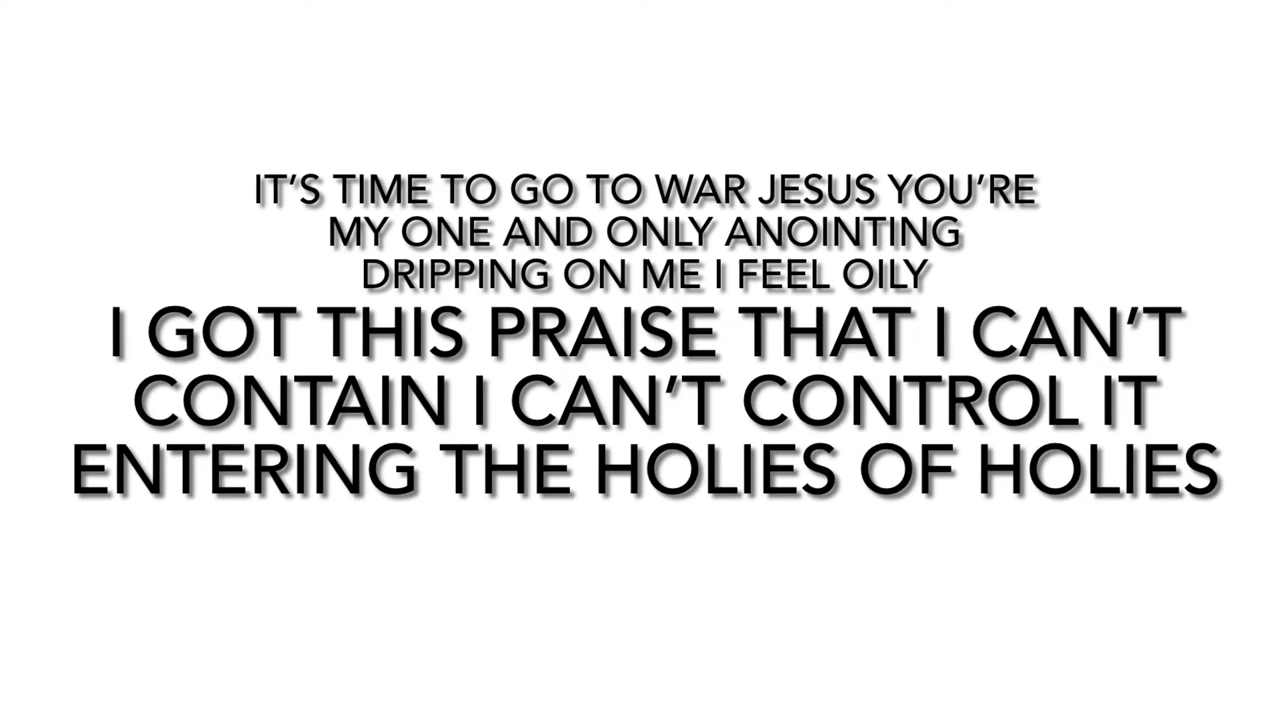 IT’S TIME TO GO TO WAR JESUS YOU’RE
MY ONE AND ONLY ANOINTING
DRIPPING ON ME I FEEL OILY
I GOT THIS PRAISE THAT I CAN’T
CONTAIN I CAN’T CONTROL IT
ENTERING THE HOLIES OF HOLIES